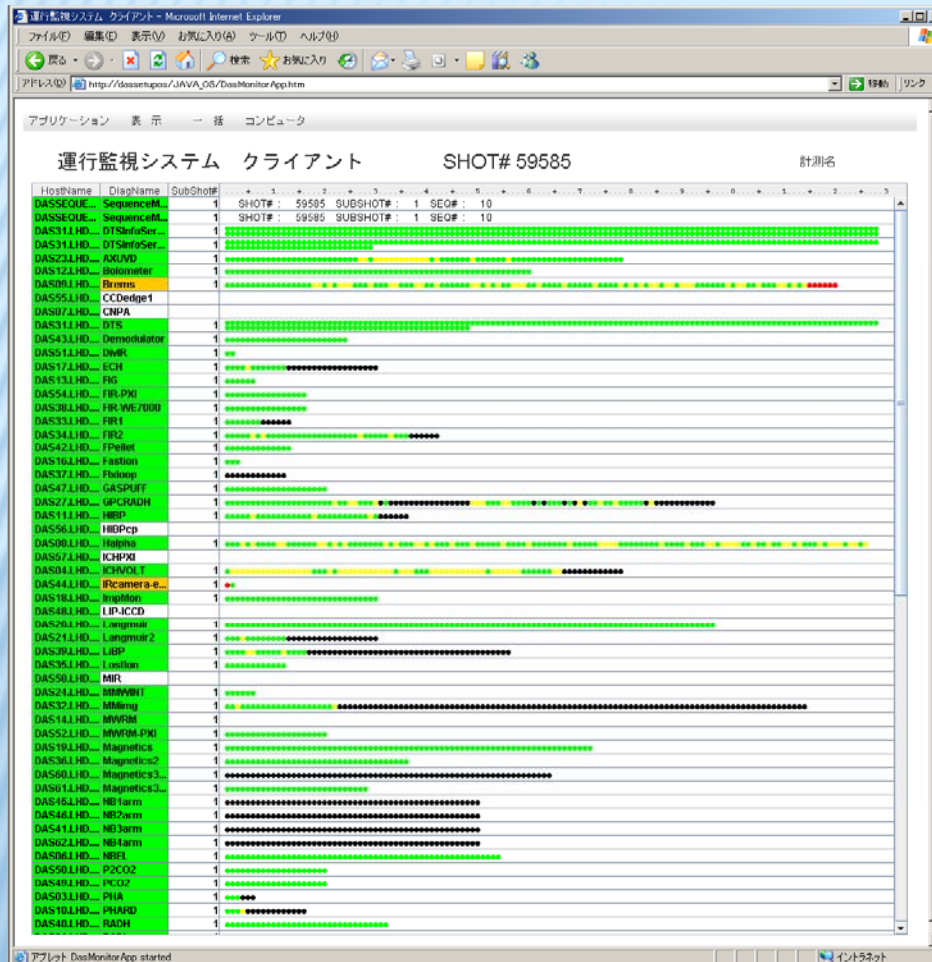 運行監視システム クライアント - Microsoft Internet Explorer
ファイル(F) 編集(E) 表示(V) お気に入り(A) ツール(T) ヘルプ(H)
戻る 検索 お気に入り
アドレス(D) http://dassetupos/JAVA_OS/DasMonitorApp.htm 移動 リンク
アプリケーション 表 示 一 括 コンピュータ
運行監視システム クライアント SHOT# 59585 計測名
HostName DiagName SubShot# . . + . . 1 . . + . . 2 . . + . . 3 . . + . . 4 . . + . . 5 . . + . . 6 . . + . . 7 . . + . . 8 . . + . . 9 . . + . . 0 . . + . . 1 . . + . . 2 . . + . . 3
DASSEQUE... SequenceM... 1 SHOT# : 59585 SUBSHOT# : 1 SEQ# : 10
DASSEQUE... SequenceM... 1 SHOT# : 59585 SUBSHOT# : 1 SEQ# : 10
DAS31.LHD.... DTSInfoSer... 1
DAS31.LHD.... DTSInfoSer... 1
DAS23.LHD.... AXUVD 1
DAS12.LHD.... Bolometer 1
DAS09.LHD.... Brems 1
DAS55.LHD.... CCDedge1
DAS07.LHD.... CNPA
DAS31.LHD.... DTS 1
DAS43.LHD.... Demodulator 1
DAS51.LHD.... 1
DAS17.LHD.... ECH 1
DAS13.LHD.... FIG 1
DAS54.LHD.... FIR-PXI 1
DAS38.LHD.... FIR-WE7000 1
DAS33.LHD.... FIR1 1
DAS34.LHD.... FIR2 1
DAS42.LHD.... FPellet 1
DAS16.LHD.... Fastion 1
DAS37.LHD.... 1
DAS47.LHD.... GASPUFF 1
DAS27.LHD.... GPCRADH 1
DAS11.LHD.... HIBP 1
DAS56.LHD.... HIBPcp
DAS08.LHD.... Halpha 1
DAS57.LHD.... ICHPXI
DAS04.LHD.... ICHVOLT 1
DAS44.LHD.... IRcamera-e... 1
DAS18.LHD.... ImpMon 1
DAS48.LHD.... LIP-ICCD
DAS20.LHD.... Langmuir 1
DAS21.LHD.... Langmuir2 1
DAS39.LHD.... LiBP 1
DAS35.LHD.... LostIon 1
DAS58.LHD.... MIR
DAS24.LHD.... MMWINT 1
DAS32.LHD.... MMimg 1
DAS14.LHD.... MWRM 1
DAS52.LHD.... MWRM-PXI 1
DAS19.LHD.... Magnetics 1
DAS36.LHD.... Magnetics2 1
DAS60.LHD.... Magnetics3... 1
DAS61.LHD.... Magnetics3... 1
DAS45.LHD.... NB1arm 1
DAS46.LHD.... NB2arm 1
DAS41.LHD.... NB3arm 1
DAS62.LHD.... NB4arm 1
DAS06.LHD.... NBEL 1
DAS50.LHD.... P2CO2 1
DAS49.LHD.... PCO2 1
DAS03.LHD.... PHA 1
DAS10.LHD.... PHARD 1
DAS40.LHD.... RADH 1
アプレット DasMonitorApp started イントラネット